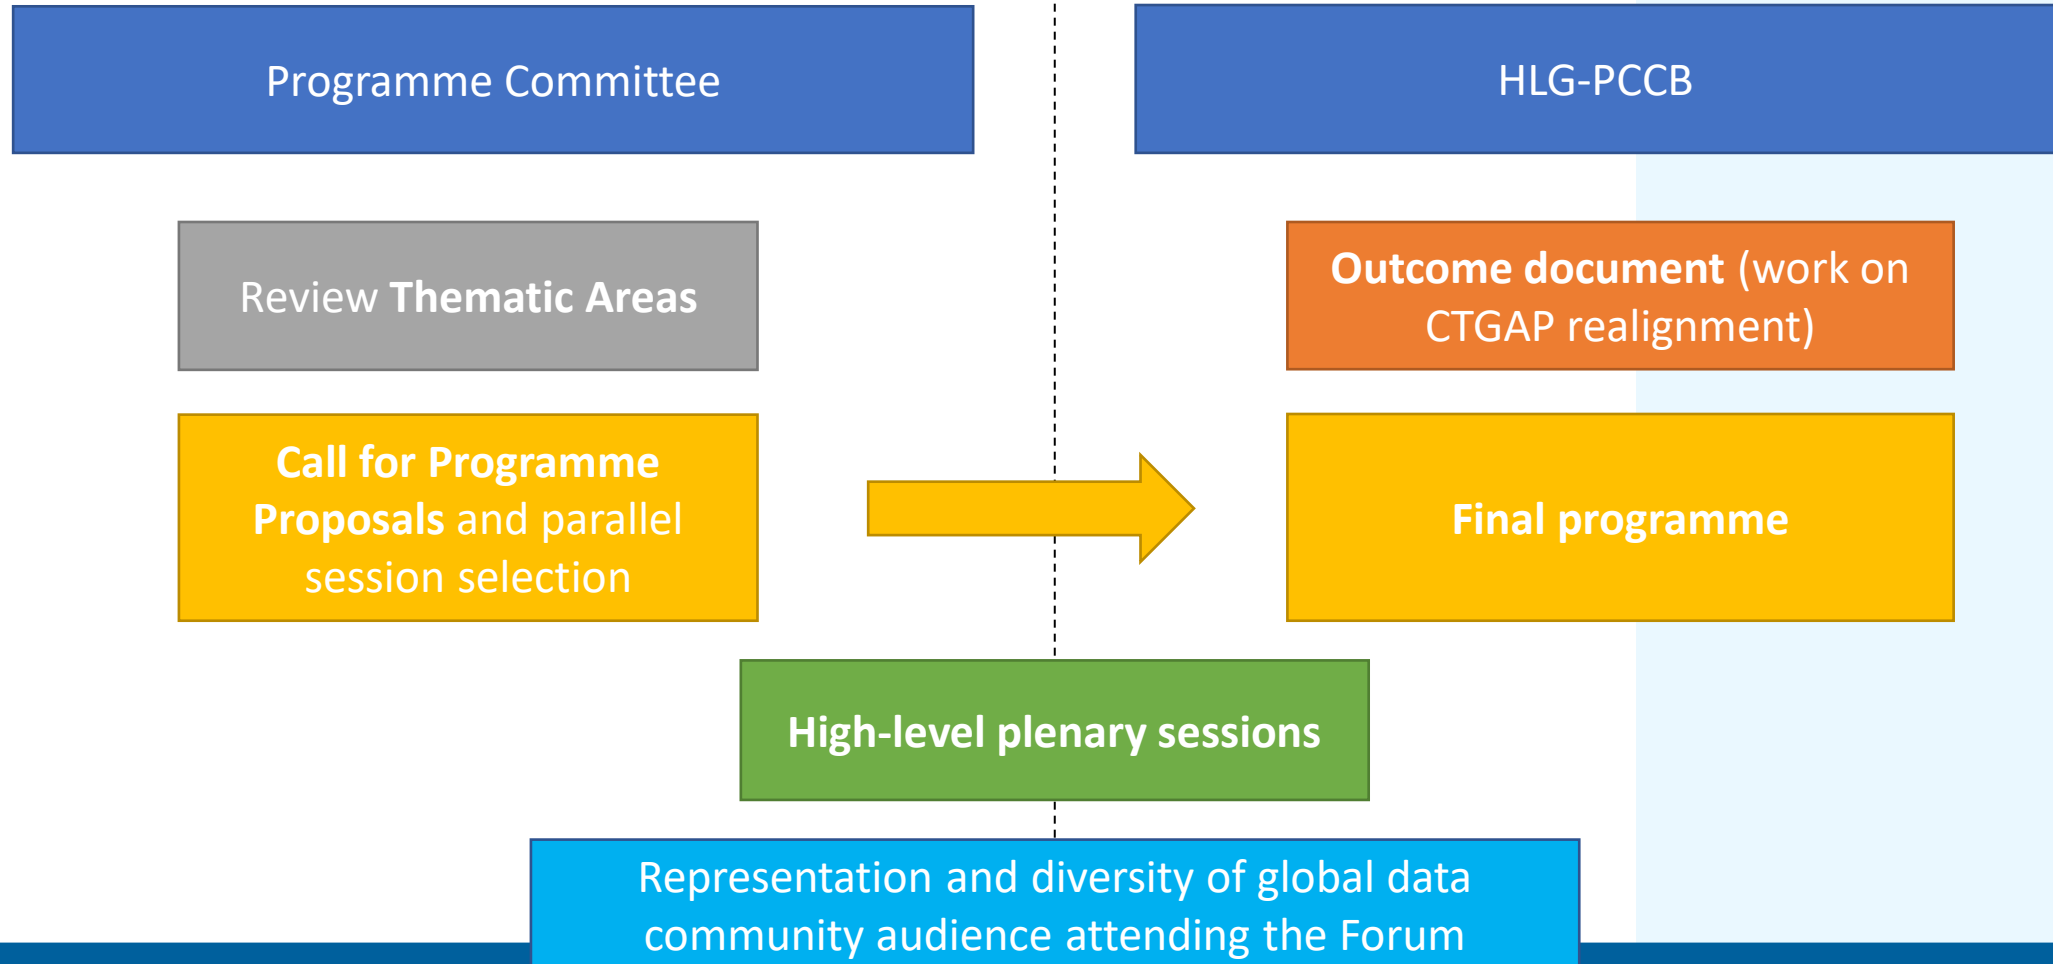 Programme Committee
HLG-PCCB
Review Thematic Areas
Outcome document (work on
CTGAP realignment)
Call for Programme
Proposals and parallel
session selection
Final programme
High-level plenary sessions
Representation and diversity of global data
community audience attending the Forum